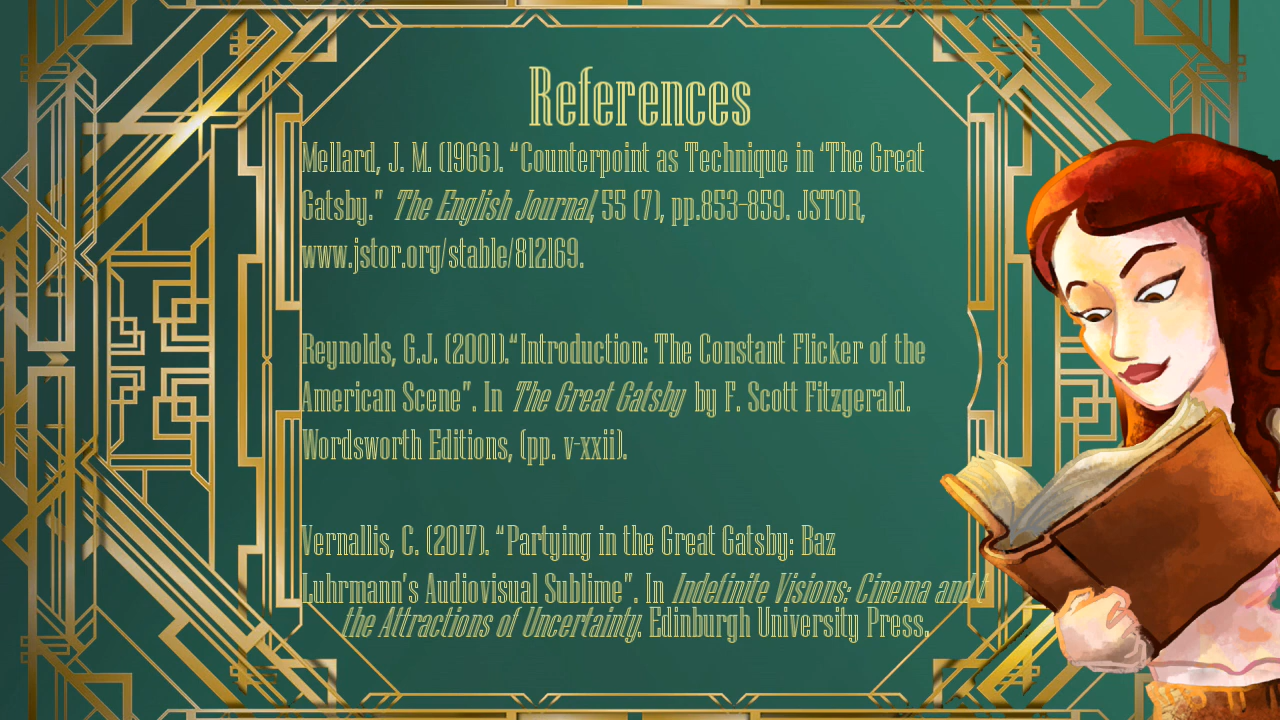 References
Mellard, J. M. (1966). “Counterpoint as Technique in ‘The Great
Gatsby.” The English Journal, 55 (7), pp.853-859. JSTOR,
www.jstor.org/stable/812169.
Reynolds, G.J. (2001).“Introduction: The Constant Flicker of the
American Scene”. In The Great Gatsby by F. Scott Fitzgerald.
Wordsworth Editions, (pp. v-xxii).
Vernallis, C. (2017). “Partying in the Great Gatsby: Baz
Luhrmann’s Audiovisual Sublime”. In Indefinite Visions: Cinema and
the Attractions of Uncertainty. Edinburgh University Press.